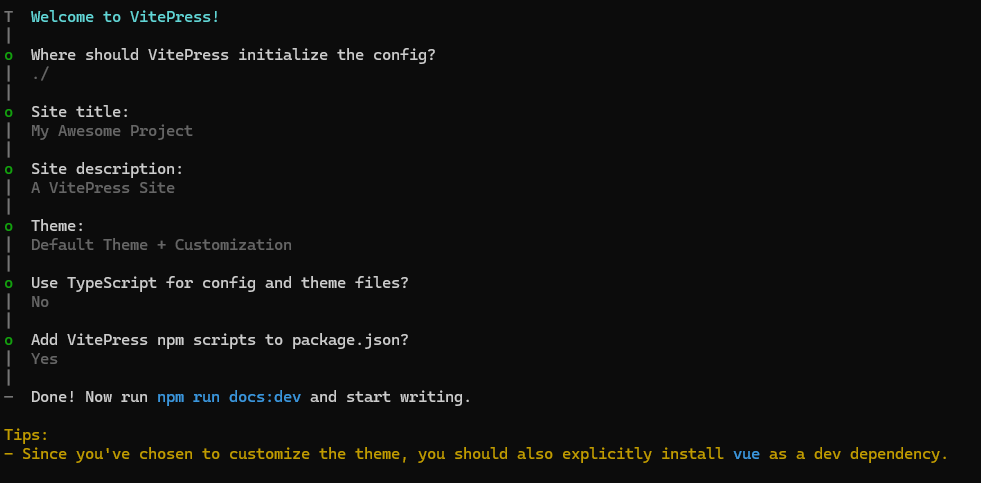 T  Welcome to VitePress!
|
o  Where should VitePress initialize the config?
|  ./
|
o  Site title:
|  My Awesome Project
|
o  Site description:
|  A VitePress Site
|
o  Theme:
|  Default Theme + Customization
|
o  Use TypeScript for config and theme files?
|  No
|
o  Add VitePress npm scripts to package.json?
|  Yes
|
—  Done! Now run npm run docs:dev and start writing.
Tips:
- Since you've chosen to customize the theme, you should also explicitly install vue as a dev dependency.